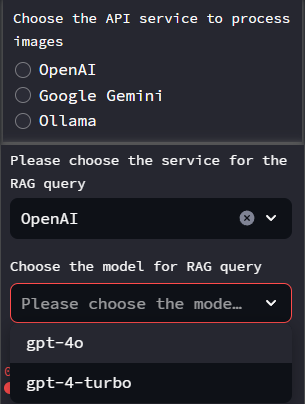 Choose the API service to process
images
OpenAI
Google Gemini
Ollama
Please choose the service for the
RAG query
OpenAI
Choose the model for RAG query
Please choose the mode…
gpt-4o
gpt-4-turbo